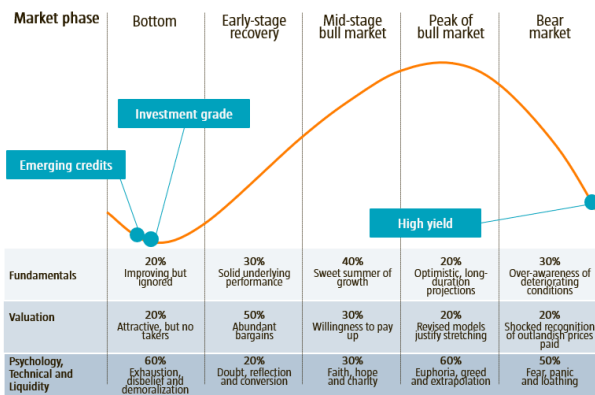 Market phase
Bottom
Early-stage
recovery
Mid-stage
bull market
Peak of
bull market
Bear
market
Investment grade
Emerging credits
High yield
Fundamentals
20%
Improving but
ignored
30%
Solid underlying
performance
40%
Sweet summer of
growth
20%
Optimistic, long-
duration
projections
30%
Over-awareness of
deteriorating
conditions
Valuation
20%
Attractive, but no
takers
50%
Abundant
bargains
30%
Willingness to pay
up
20%
Revised models
justify stretching
20%
Shocked recognition
of outlandish prices
paid
Psychology,
Technical and
Liquidity
60%
Exhaustion,
disbelief and
demoralization
20%
Doubt, reflection
and conversion
30%
Faith, hope
and charity
60%
Euphoria, greed
and extrapolation
50%
Fear, panic
and loathing